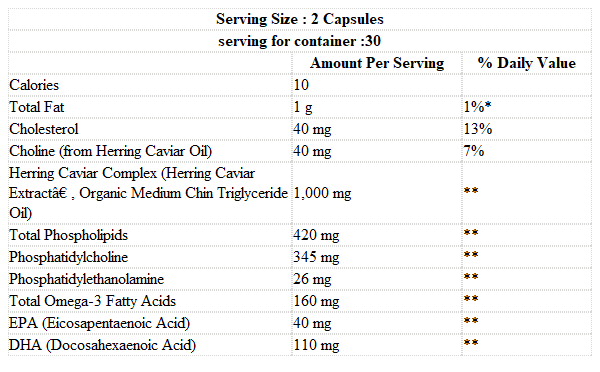 Serving Size : 2 Capsules
serving for container :30
Amount Per Serving % Daily Value
Calories 10
Total Fat 1 g 1%*
Cholesterol 40 mg 13%
Choline (from Herring Caviar Oil) 40 mg 7%
Herring Caviar Complex (Herring Caviar
Extractâ€ , Organic Medium Chin Triglyceride 1,000 mg **
Oil)
Total Phospholipids 420 mg **
Phosphatidylcholine 345 mg **
Phosphatidylethanolamine 26 mg **
Total Omega-3 Fatty Acids 160 mg **
EPA (Eicosapentaenoic Acid) 40 mg **
DHA (Docosahexaenoic Acid) 110 mg **